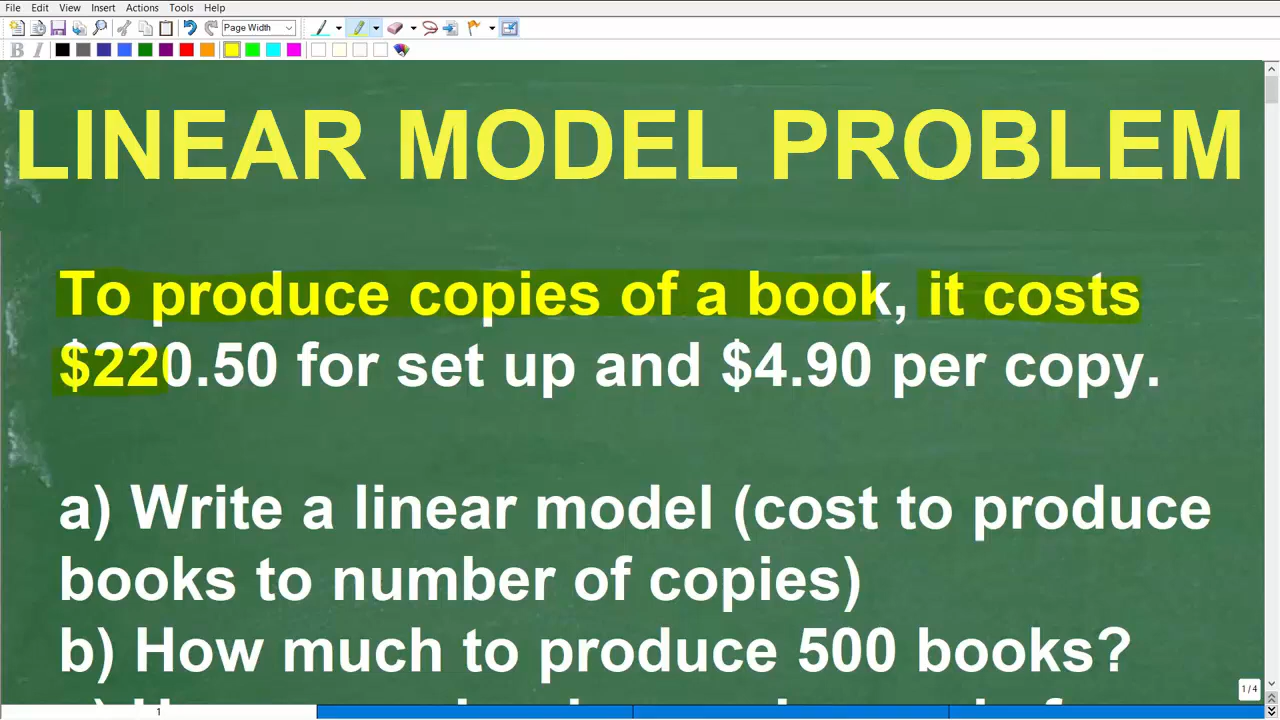 File Edit View Insert Actions Tools Help
Page Width
B I
LINEAR MODEL PROBLEM
To produce copies of a book, it costs
$220.50 for set up and $4.90 per copy.
a) Write a linear model (cost to produce
books to number of copies)
b) How much to produce 500 books?
1/4
1